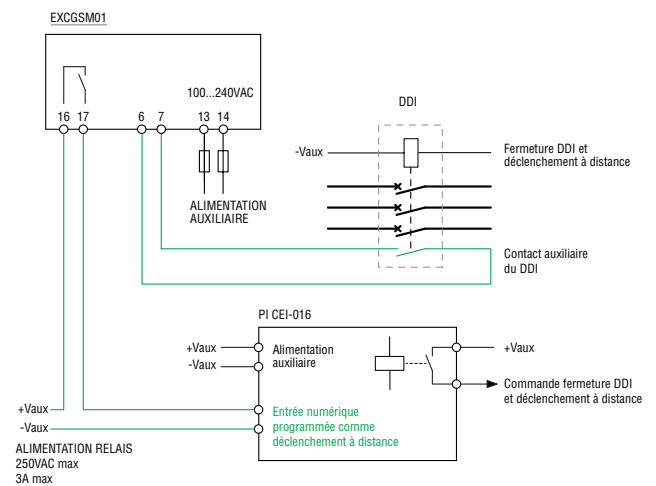 EXCGSM01
100...240VAC
16 17 6 7 13 14
ALIMENTATION
AUXILIAIRE
DDI
-Vaux
Fermeture DDI et
déclenchement à distance
Contact auxiliaire
du DDI
PI CEI-016
+Vaux
-Vaux
Alimentation
auxiliaire
+Vaux
Commande fermeture DDI
et déclenchement à distance
Entrée numérique
programmée comme
déclenchement à distance
+Vaux
-Vaux
ALIMENTATION RELAIS
250VAC max
3A max